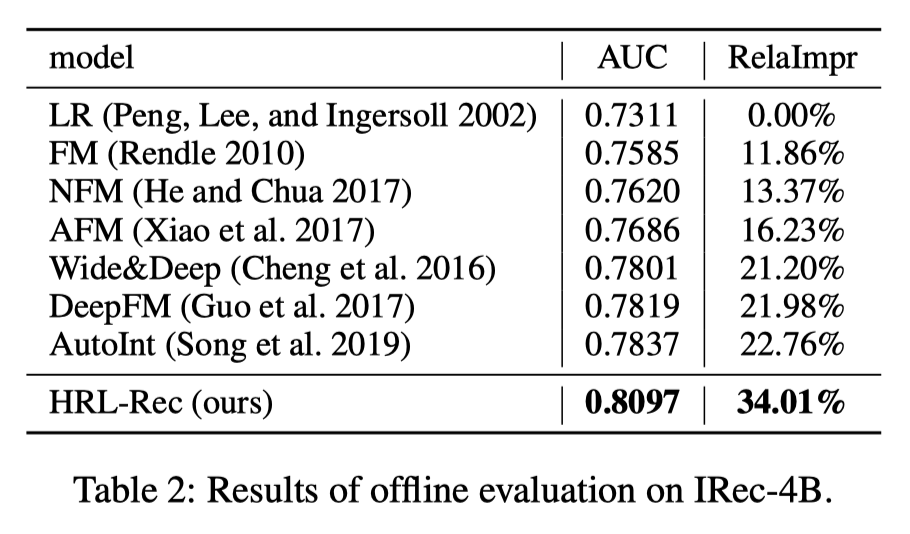 model AUC RelaImpr
LR (Peng, Lee, and Ingersoll 2002) 0.7311 0.00%
FM (Rendle 2010) 0.7585 11.86%
NFM (He and Chua 2017) 0.7620 13.37%
AFM (Xiao et al. 2017) 0.7686 16.23%
Wide&Deep (Cheng et al. 2016) 0.7801 21.20%
DeepFM (Guo et al. 2017) 0.7819 21.98%
AutoInt (Song et al. 2019) 0.7837 22.76%
HRL-Rec (ours) 0.8097 34.01%
Table 2: Results of offline evaluation on IRec-4B.